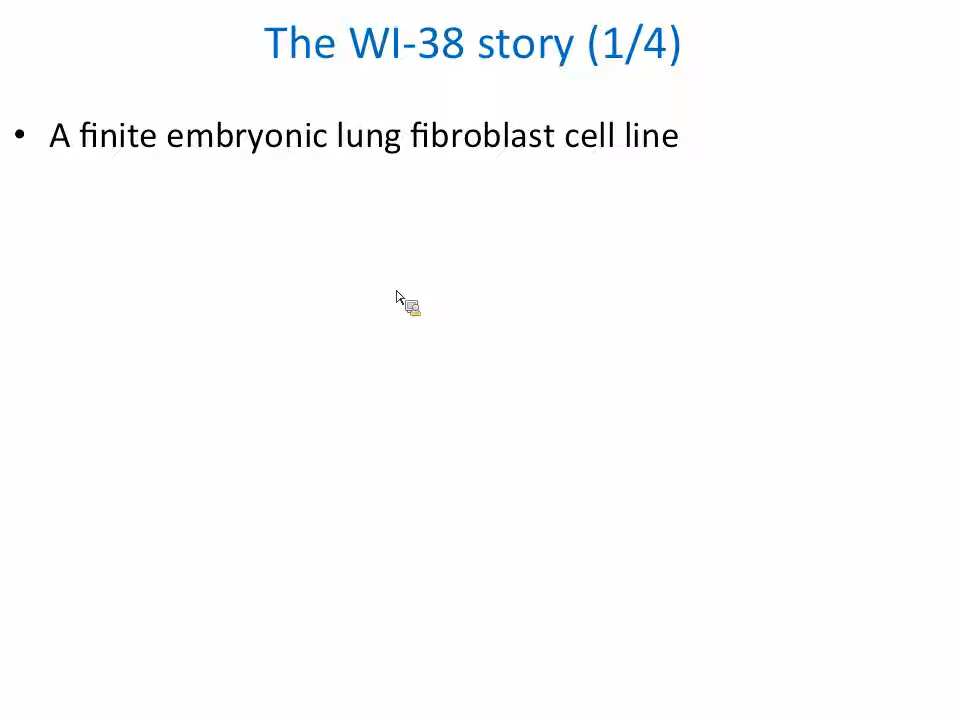 The WI-38 story (1/4)
• A finite embryonic lung fibroblast cell line